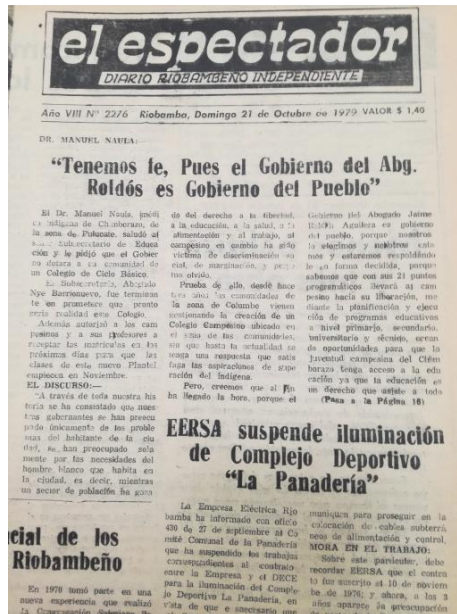 el espectador
DIARIO RIOBAMBEÑO INDEPENDIENTE
Año VIII Nº 2276 Riobamba, Domingo 21 de Octubre de 1979 VALOR $ 1,40
DR. MANUEL NAULA:
"Tenemos fe, Pues el Gobierno del Abg.
Roldós es Gobierno del Pueblo"
El Dr. Manuel Naula, médi
co indígena de Chimborazo, de
la zona de Pulunate, saludó al
Subsecretario de Educa
ción y le pidió que el Gobier
no dotara a su comunidad de
un Colegio de Ciclo Básico.
El Subsecretario, Abogado
Nye Barrionuevo, fue terminan
te en prometere que pronto
sería realidad este Colegio.
Además autorizó a los cam
pesinos y a sus profesores a
receptar las matrículas en los
próximos días para que las
clases de este nuevo Plantel
empiecen en Noviembre.
EL DISCURSO:—
"A través de toda nuestra his
toria se ha constatado que nues
tros gobernantes se han preocu
pado únicamente de los proble
mas del habitante de la ciu
dad, se han preocupado sola
mente por las necesidades del
hombre blanco que habita en
la ciudad, es decir, mientras
un sector de población ha goza
do del derecho a la libertad,
a la educación, a la salud, a la
alimentación y al trabajo, al
campesino en cambio ha sido
víctima de discriminación so
cial, de marginación, y
olvido.
Prueba de ello, desde hace
tres años las comunidades de
la zona de Columbe vienen
gestionando la creación de un
Colegio Campesino ubicado en
el seno de las comunidades,
sin que hasta la actualidad se
tenga una respuesta que satis
faga las aspiraciones de supe
ración del indígena.
Pero, creemos que al fin
ha llegado la hora, porque el
Gobierno del Abogado Jaime
Roldós Aguilera es gobierno
del pueblo, porque nosotros
lo elegimos y nosotros esta
mos y estaremos respaldándo
le en forma decidida, porque
sabemos que con sus 21 puntos
programáticos llevará al cam
pesino hacia su liberación, me
diante la planificación y ejecu
ción de programas educativos
a nivel primario, secundario,
universitario y técnico, crean
do oportunidades para que la
juventud campesina del Chim
borazo tenga acceso a la edu
cación ya que la educación es
un derecho que asiste a todo
(Pasa a la Página 16)
EERSA suspende iluminación
de Complejo Deportivo
"La Panadería"
La Empresa Eléctrica Rio
bamba ha informado con oficio
430 de 27 de septiembre al Co
mité Comunal de la Panadería
que ha suspendido los trabajos
correspondientes al contrato
entre la Empresa y el DECE
para la iluminación del Comple
jo Deportivo La Panadería, en
vista de que e snecesario une
muniquen para proseguir en la
colocación de cables subterrá
neos de alimentación y control.
MORA EN EL TRABAJO:
Sobre este particular, debe
recordar EERSA que el contra
to fue suscrito el 10 de noviem
bre de 1976; y ahora, a los 3
años carpos la preocupación
cial de los
Riobambeño
En 1978 tomó parte en una
nueva experiencia que realizó